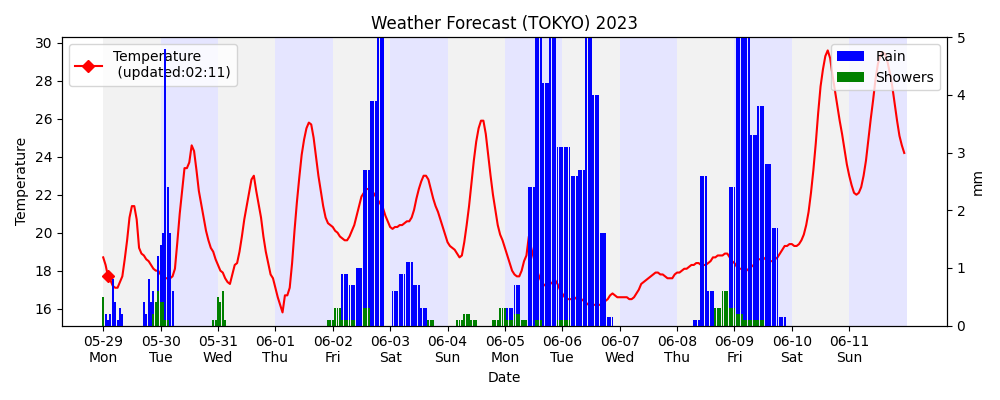 Weather Forecast (TOKYO) 2023
Temperature
(updated:02:11)
Rain
Showers
30
28
26
24
22
20
18
16
Temperature
5
4
3
2
1
0
mm
05-29 05-30 05-31 06-01 06-02 06-03 06-04 06-05 06-06 06-07 06-08 06-09 06-10 06-11
Mon Tue Wed Thu Fri Sat Sun Mon Tue Wed Thu Fri Sat Sun
Date